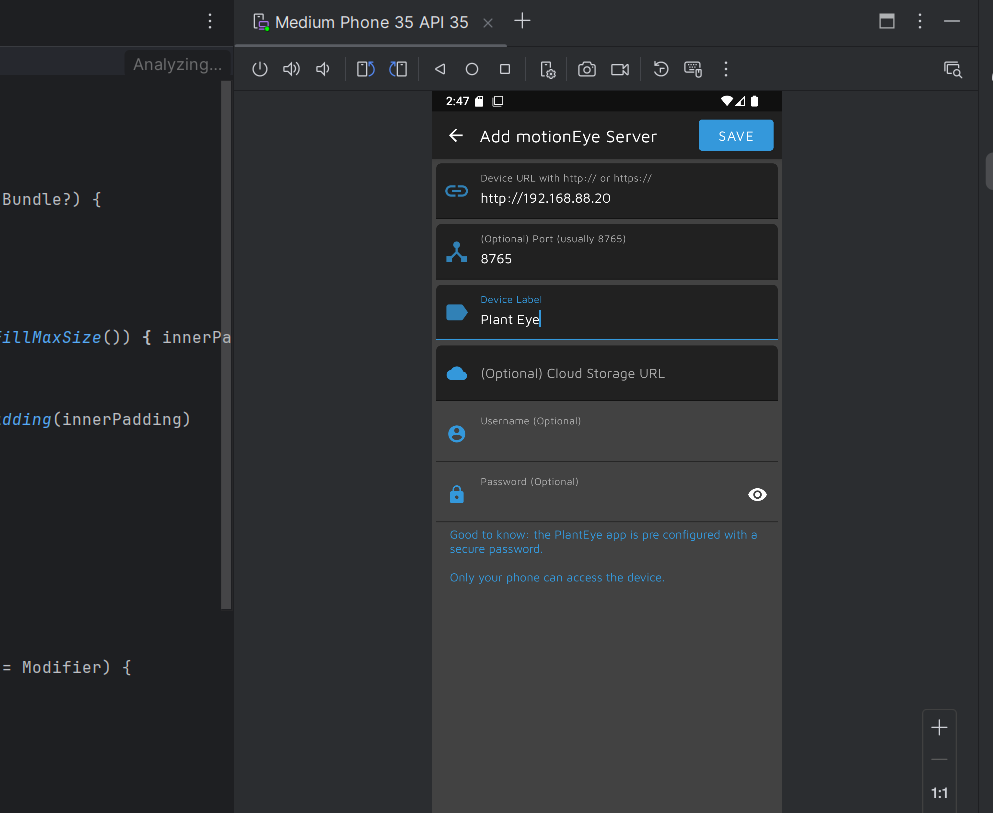 Medium Phone 35 API 35
Analyzing...
2:47
Add motionEye Server
SAVE
Device URL with http:// or https://
http://192.168.88.20
Bundle?) {
(Optional) Port (usually 8765)
8765
Device Label
Plant Eye
illMaxSize()) { innerPa
(Optional) Cloud Storage URL
dding(innerPadding)
Username (Optional)
Password (Optional)
Good to know: the PlantEye app is pre configured with a
secure password.
Only your phone can access the device.
= Modifier) {
1:1